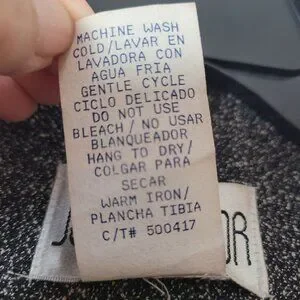 MACHINE WASH
COLD/LAVAR EN
LAVADORA CON
AGUA FRIA
GENTLE CYCLE
CICLO DELICADO
DO NOT USE
BLEACH/NO USAR
BLANQUEADOR
HANG TO DRY/
COLGAR PARA
SECAR
WARM IRON/
PLANCHA TIBIA
C/T# 500417